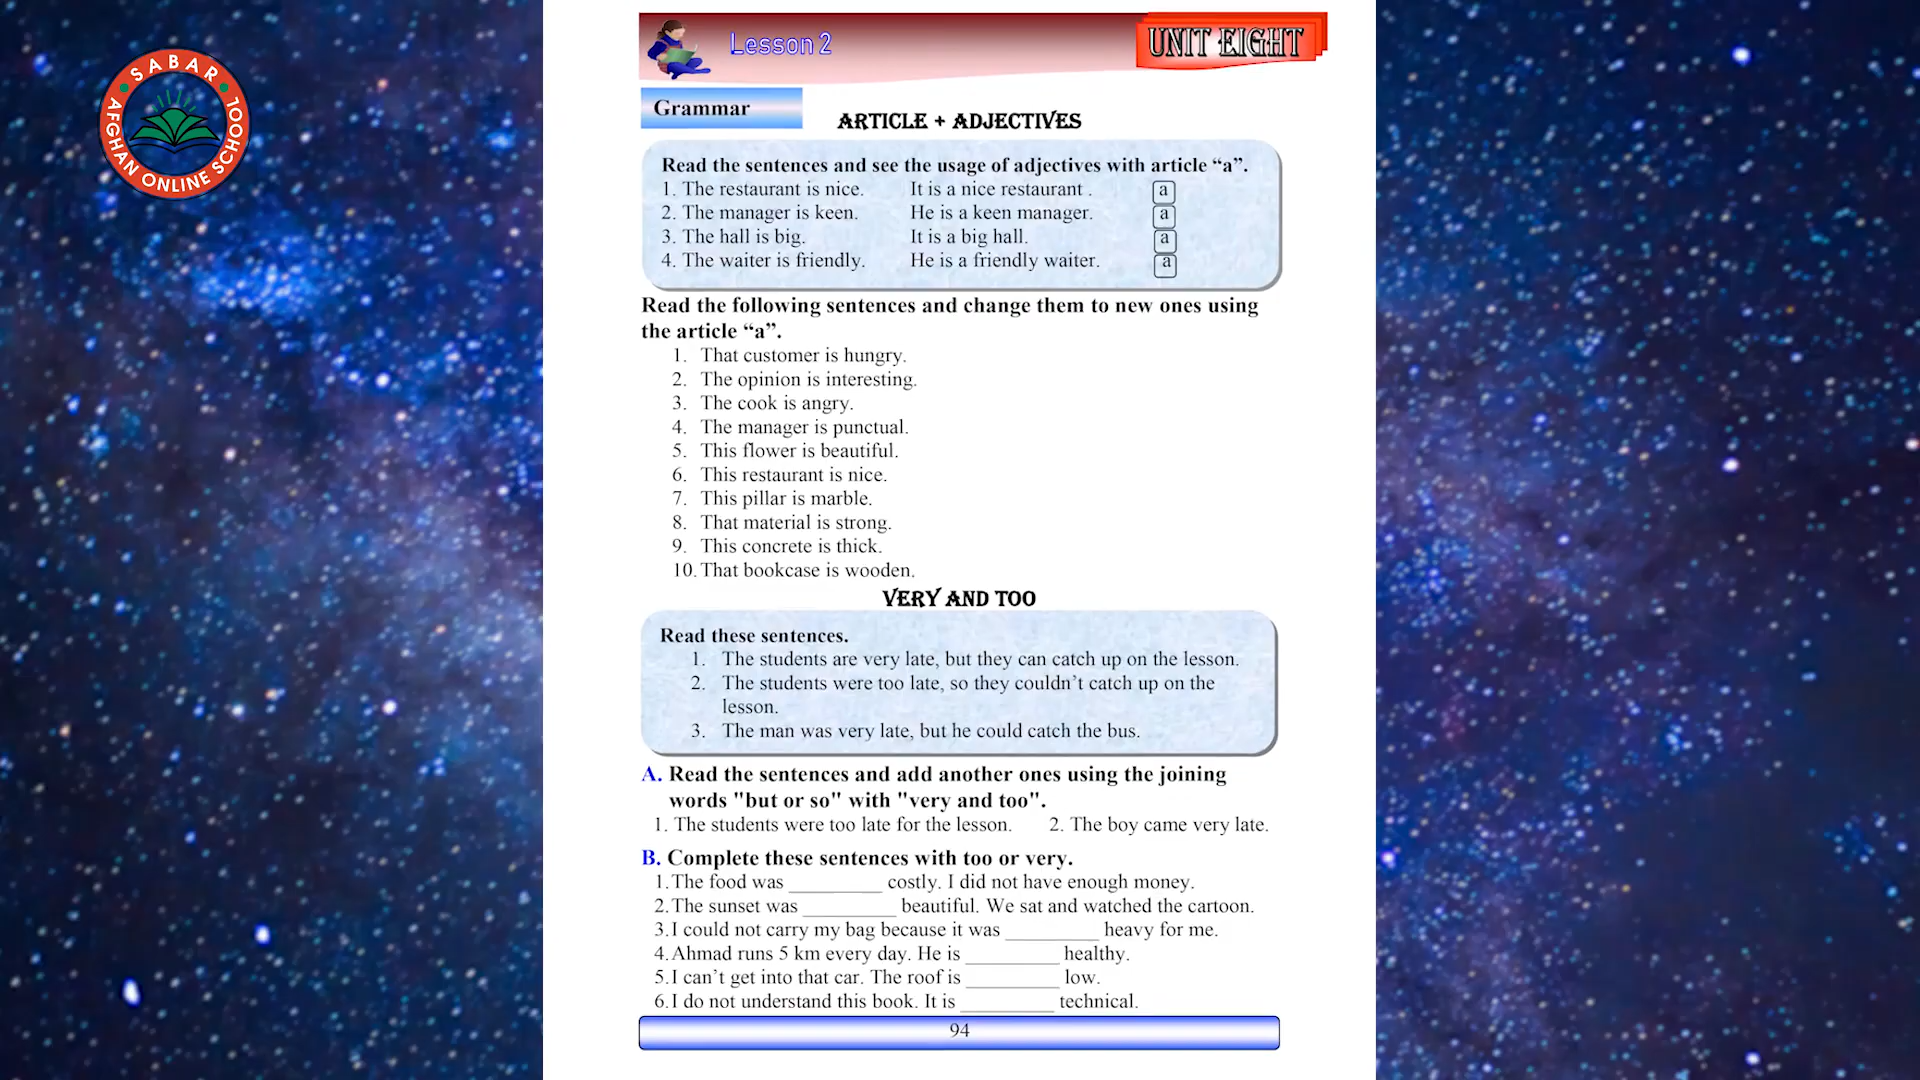 SABAR
AFGHAN ONLINE SCHOOL
Lesson 2
UNIT EIGHT
Grammar
ARTICLE + ADJECTIVES
Read the sentences and see the usage of adjectives with article “a”.
1. The restaurant is nice. It is a nice restaurant . a
2. The manager is keen. He is a keen manager. a
3. The hall is big. It is a big hall. a
4. The waiter is friendly. He is a friendly waiter. a
Read the following sentences and change them to new ones using
the article “a”.
1. That customer is hungry.
2. The opinion is interesting.
3. The cook is angry.
4. The manager is punctual.
5. This flower is beautiful.
6. This restaurant is nice.
7. This pillar is marble.
8. That material is strong.
9. This concrete is thick.
10. That bookcase is wooden.
VERY AND TOO
Read these sentences.
1. The students are very late, but they can catch up on the lesson.
2. The students were too late, so they couldn’t catch up on the
lesson.
3. The man was very late, but he could catch the bus.
A. Read the sentences and add another ones using the joining
words "but or so" with "very and too".
1. The students were too late for the lesson. 2. The boy came very late.
B. Complete these sentences with too or very.
1.The food was _________ costly. I did not have enough money.
2.The sunset was _________ beautiful. We sat and watched the cartoon.
3.I could not carry my bag because it was _________ heavy for me.
4.Ahmad runs 5 km every day. He is _________ healthy.
5.I can’t get into that car. The roof is _________ low.
6.I do not understand this book. It is _________ technical.
94